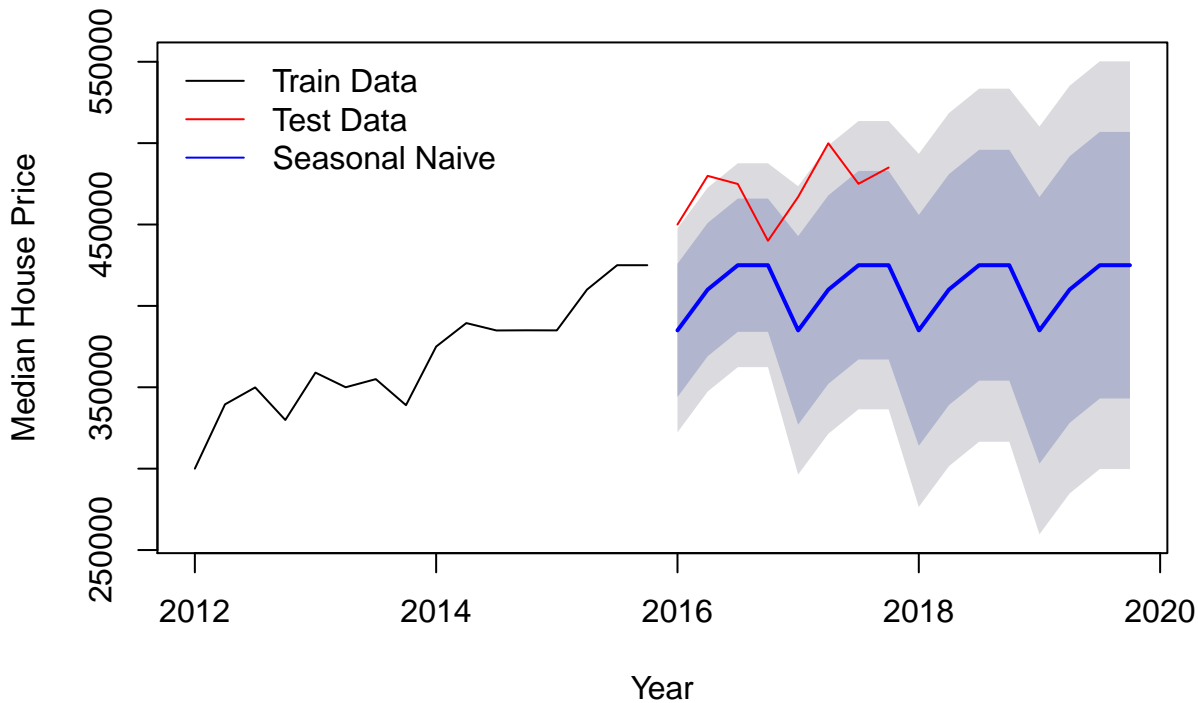 Median House Price
550000
450000
350000
250000
Train Data
Test Data
Seasonal Naive
2012
2014
2016
2018
2020
Year